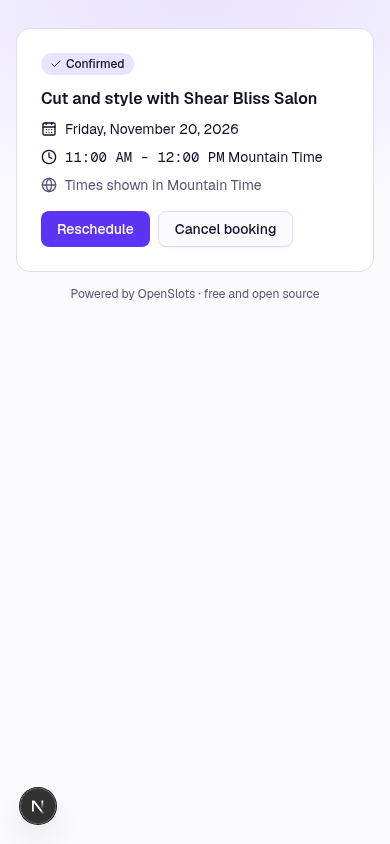 Confirmed
Cut and style with Shear Bliss Salon
Friday, November 20, 2026
11:00 AM – 12:00 PM Mountain Time
Times shown in Mountain Time
Reschedule
Cancel booking
Powered by OpenSlots · free and open source
N